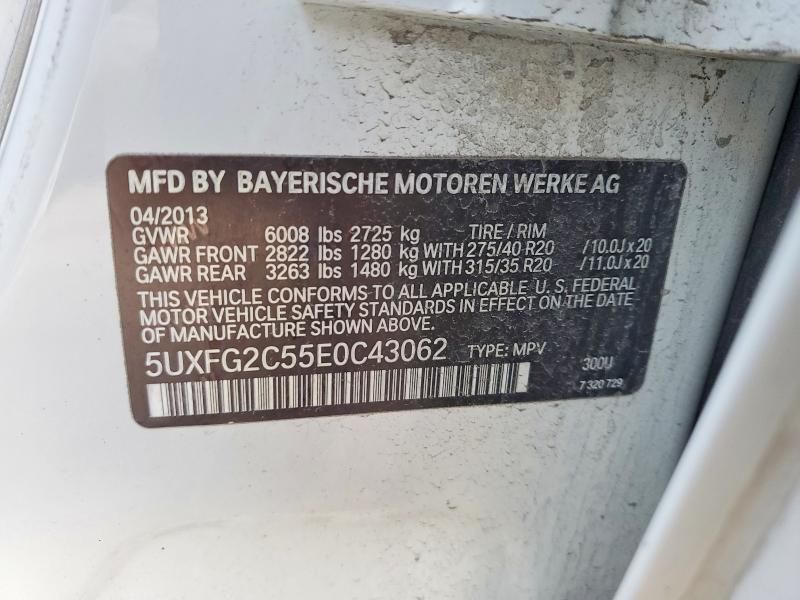 MFD BY BAYERISCHE MOTOREN WERKE AG
04/2013
GVWR 6008 lbs 2725 kg TIRE / RIM
GAWR FRONT 2822 lbs 1280 kg WITH 275/40 R20 /10.0J x 20
GAWR REAR 3263 lbs 1480 kg WITH 315/35 R20 /11.0J x 20
THIS VEHICLE CONFORMS TO ALL APPLICABLE U. S. FEDERAL
MOTOR VEHICLE SAFETY STANDARDS IN EFFECT ON THE DATE
OF MANUFACTURE SHOWN ABOVE.
5UXFG2C55E0C43062 TYPE: MPV 300U
7 320 729